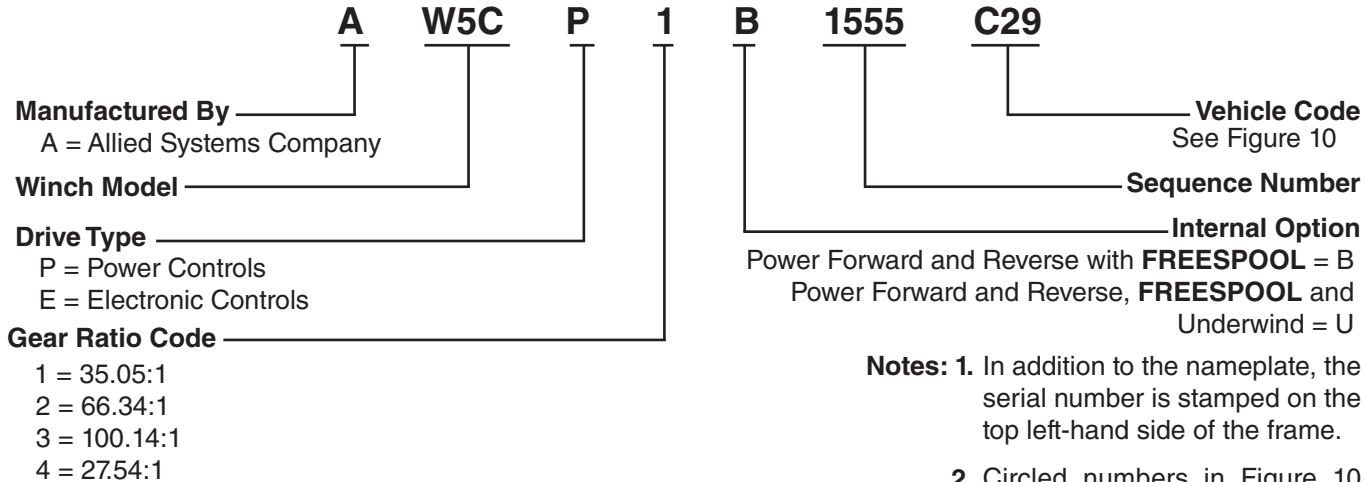 A W5C P 1 B 1555 C29
Manufactured By
A = Allied Systems Company
Winch Model
Drive Type
P = Power Controls
E = Electronic Controls
Gear Ratio Code
1 = 35.05:1
2 = 66.34:1
3 = 100.14:1
4 = 27.54:1
Vehicle Code
See Figure 10
Sequence Number
Internal Option
Power Forward and Reverse with FREESPOOL = B
Power Forward and Reverse, FREESPOOL and
Underwind = U
Notes: 1. In addition to the nameplate, the
serial number is stamped on the
top left-hand side of the frame.
2. Circled numbers in Figure 10